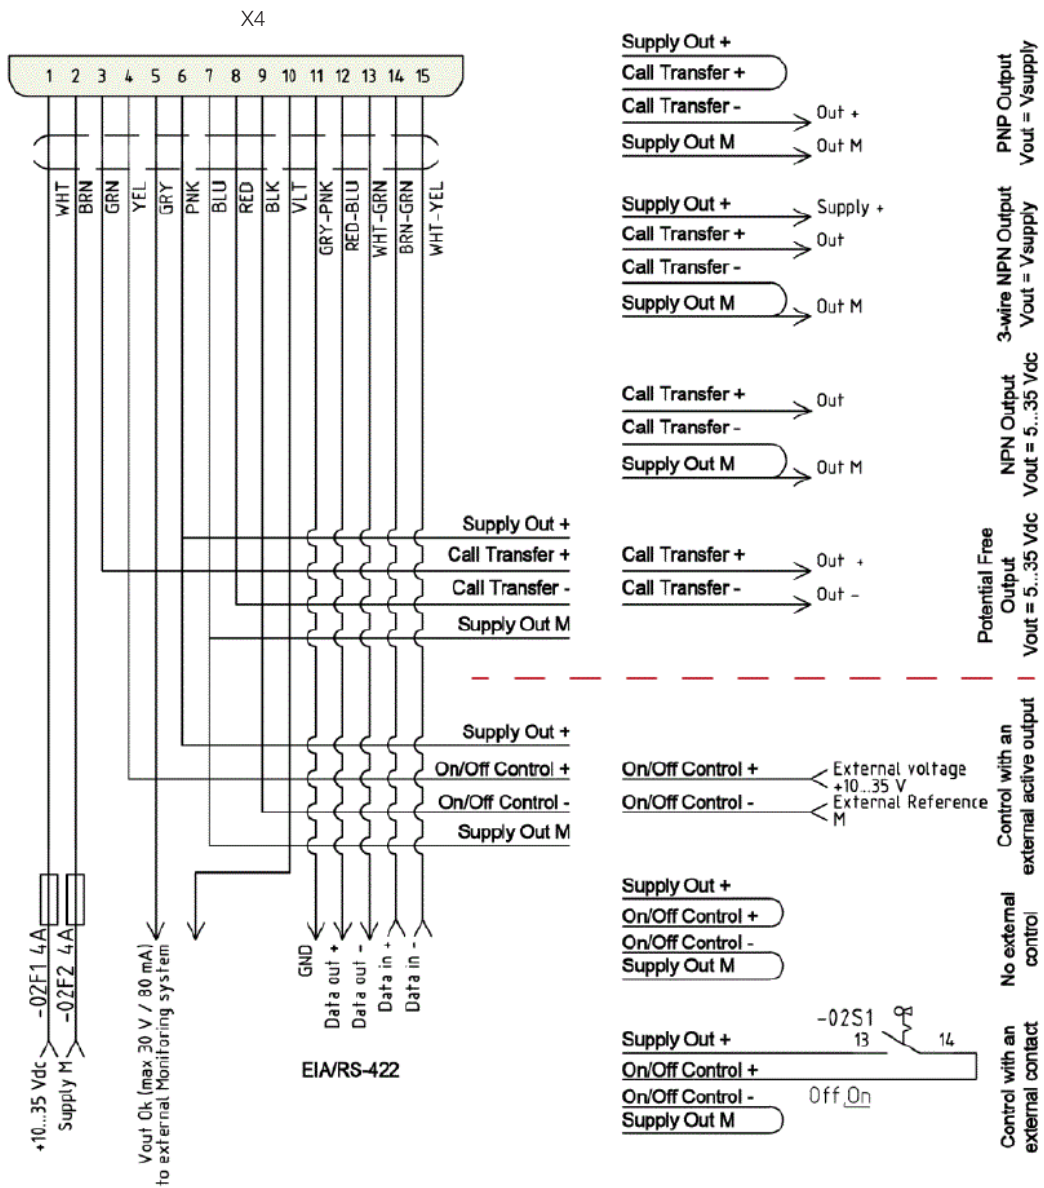 X4
1 2 3 4 5 6 7 8 9 10 11 12 13 14 15
WHT
BRN
GRN
YEL
GRY
PNK
BLU
RED
BLK
VLT
GRY-PNK
RED-BLU
WHT-GRN
BRN-GRN
WHT-YEL
Supply Out +
Call Transfer +
Call Transfer -
Supply Out M
Supply Out +
On/Off Control +
On/Off Control -
Supply Out M
-02F1 4A
-02F2 4A
+10...35 Vdc
Supply M
Vout Ok (max 30 V / 80 mA)
to external Monitoring system
GND
Data out +
Data out -
Data in +
Data in -
EIA/RS-422
Supply Out +
Call Transfer +
Call Transfer -
Out +
Supply Out M
Out M
PNP Output
Vout = Vsupply
Supply Out +
Supply +
Call Transfer +
Out
Call Transfer -
Supply Out M
Out M
3-wire NPN Output
Vout = Vsupply
Call Transfer +
Out
Call Transfer -
Supply Out M
Out M
NPN Output
Vout = 5...35 Vdc
Call Transfer +
Out +
Call Transfer -
Out -
Potential Free
Output
Vout = 5...35 Vdc
On/Off Control +
External voltage
+10...35 V
On/Off Control -
External Reference
M
Control with an
external active output
Supply Out +
On/Off Control +
On/Off Control -
Supply Out M
No external
control
-02S1
Supply Out +
13 14
On/Off Control +
On/Off Control -
Off On
Supply Out M
Control with an
external contact